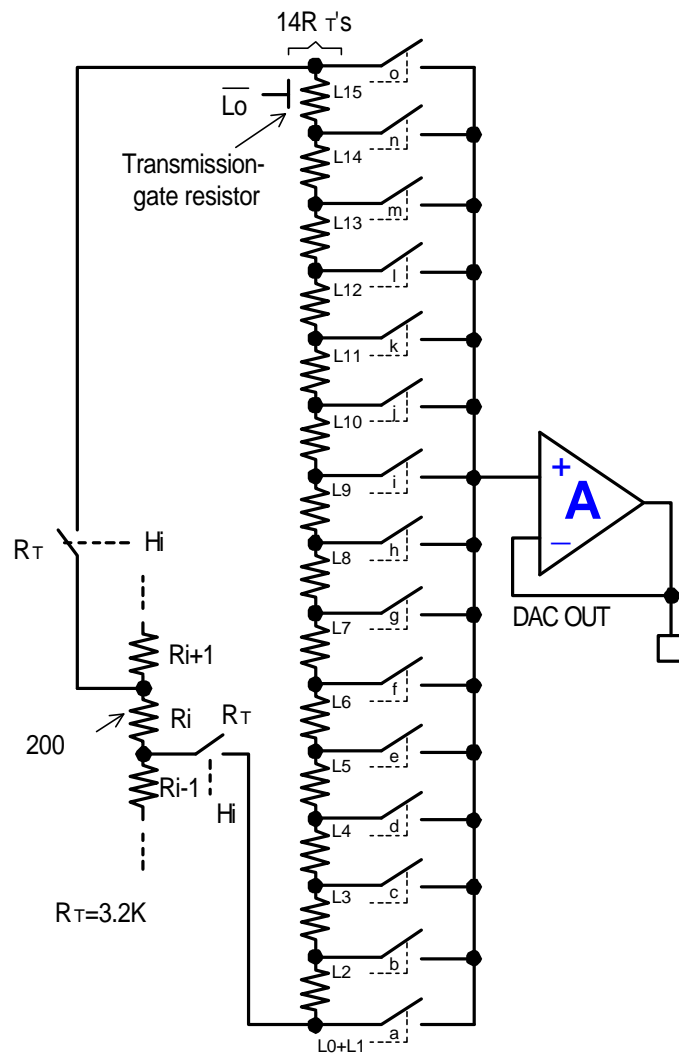 14R T's
o
L15
Lo
n
L14
Transmission-
gate resistor
m
L13
l
L12
k
L11
j
L10
i
L9
+
A
–
RT
Hi
h
L8
g
L7
DAC OUT
Ri+1
f
L6
Ri
RT
200
e
L5
Ri-1
Hi
d
L4
c
L3
RT=3.2K
b
L2
a
L0+L1